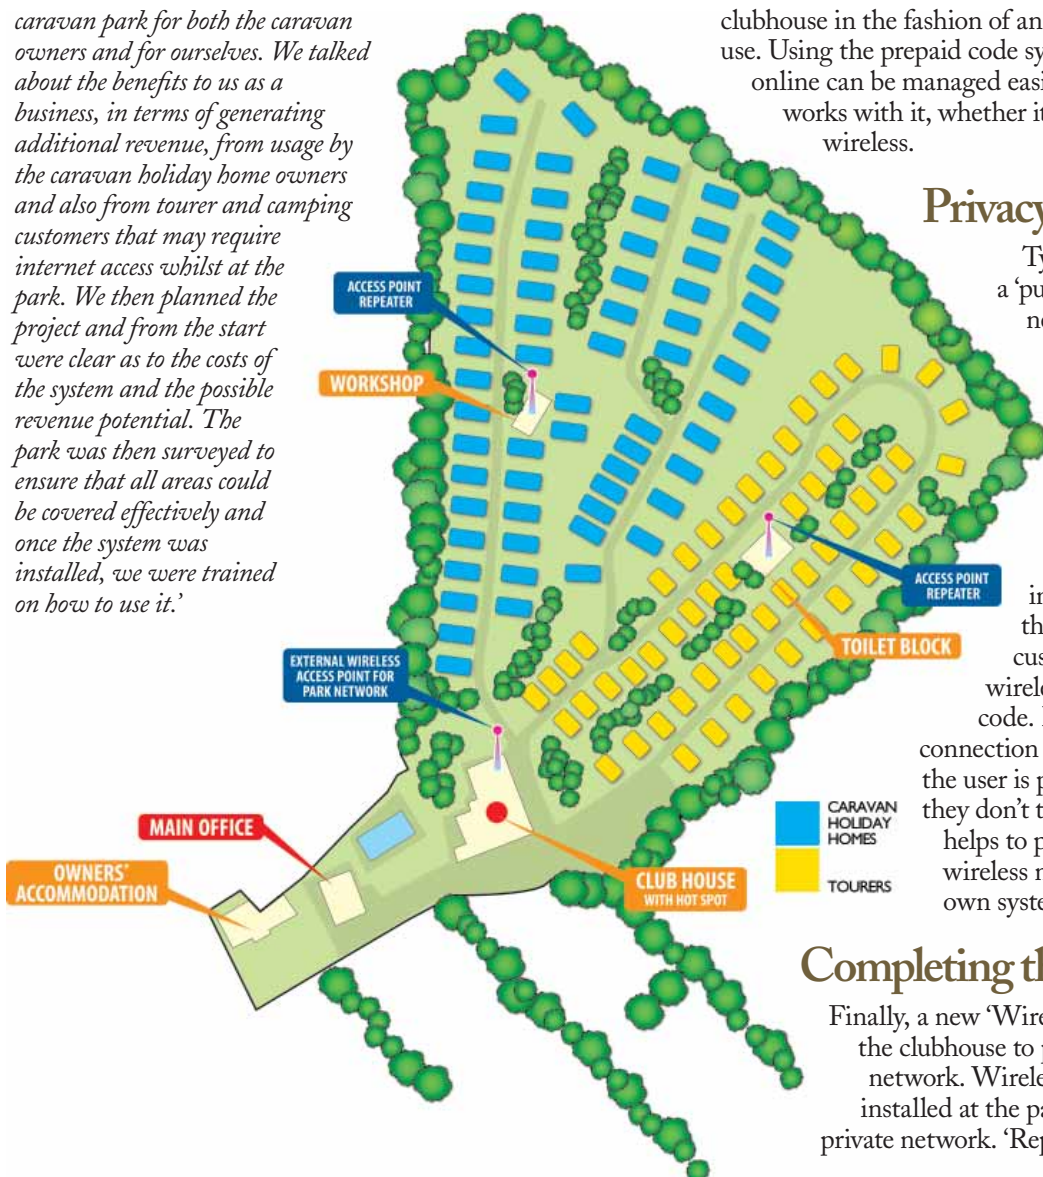 caravan park for both the caravan
owners and for ourselves. We talked
about the benefits to us as a
business, in terms of generating
additional revenue, from usage by
the caravan holiday home owners
and also from tourer and camping
customers that may require
internet access whilst at the
park. We then planned the
project and from the start
were clear as to the costs of
the system and the possible
revenue potential. The
park was then surveyed to
ensure that all areas could
be covered effectively and
once the system was
installed, we were trained
on how to use it.’
ACCESS POINT
REPEATER
WORKSHOP
EXTERNAL WIRELESS
ACCESS POINT FOR
PARK NETWORK
MAIN OFFICE
OWNERS’
ACCOMMODATION
CLUB HOUSE
WITH HOT SPOT
ACCESS POINT
REPEATER
TOILET BLOCK
CARAVAN
HOLIDAY
HOMES
TOURERS
clubhouse in the fashion of an
use. Using the prepaid code sy
online can be managed easi
works with it, whether it
wireless.
Privacy
Ty
a ‘pu
ne
in
th
cus
wirele
code.
connection
the user is p
they don’t t
helps to p
wireless n
own syste
Completing th
Finally, a new ‘Wire
the clubhouse to p
network. Wirele
installed at the pa
private network. ‘Rep